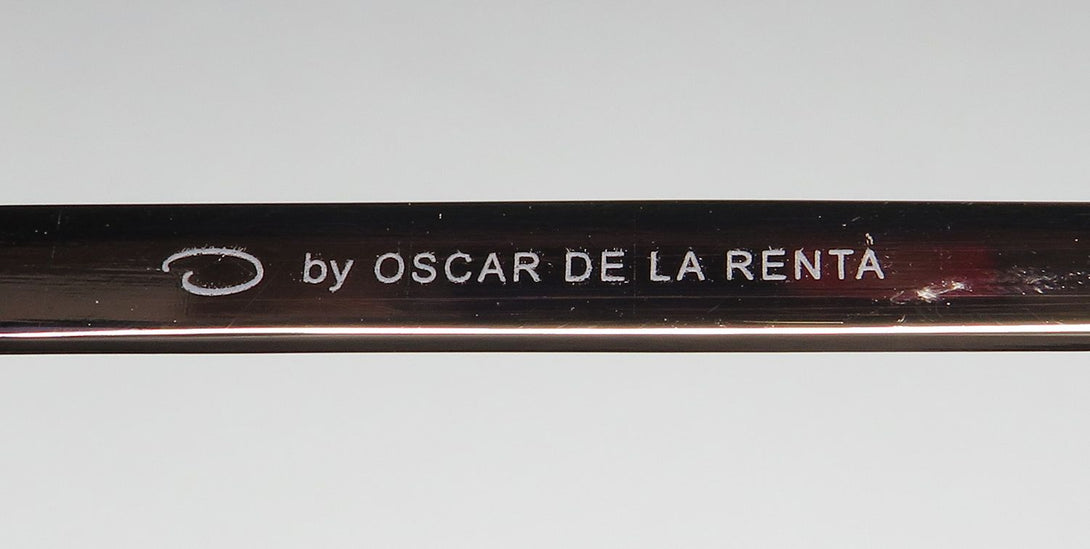 O by OSCAR DE LA RENTA